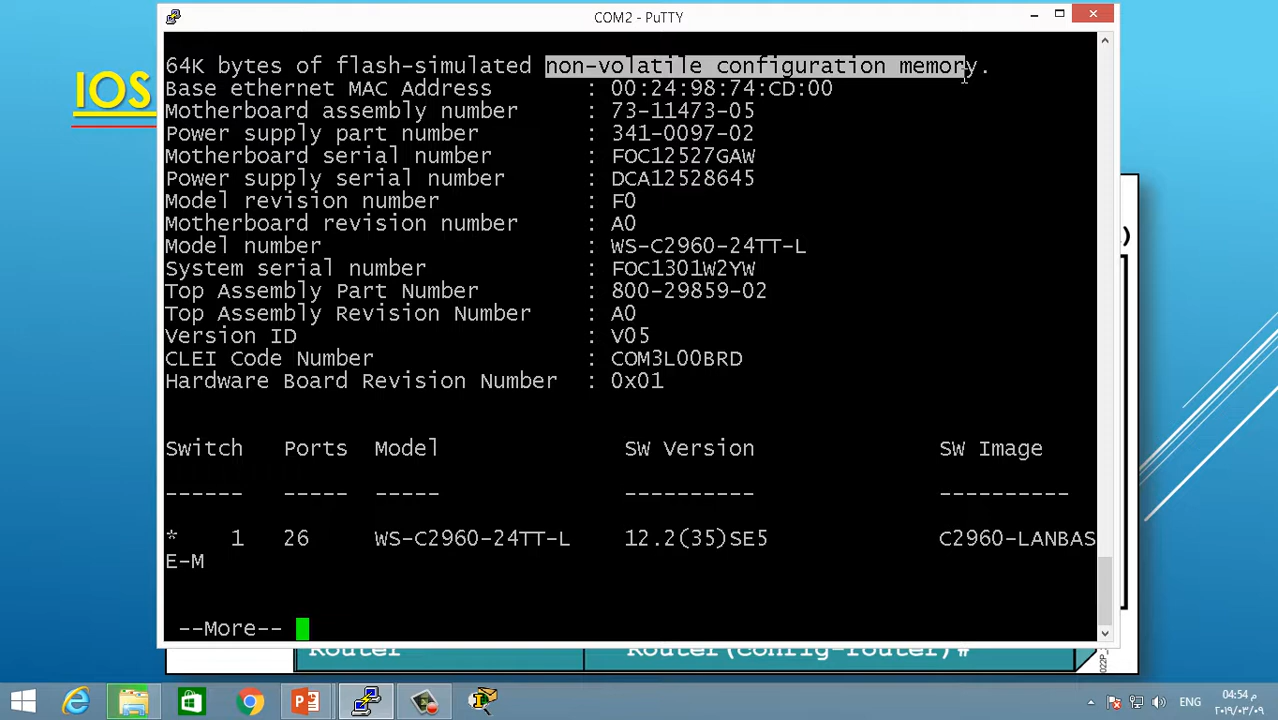 COM2 - PuTTY
IOS
64K bytes of flash-simulated non-volatile configuration memory.
Base ethernet MAC Address : 00:24:98:74:CD:00
Motherboard assembly number : 73-11473-05
Power supply part number : 341-0097-02
Motherboard serial number : FOC12527GAW
Power supply serial number : DCA12528645
Model revision number : F0
Motherboard revision number : A0
Model number : WS-C2960-24TT-L
System serial number : FOC1301W2YW
Top Assembly Part Number : 800-29859-02
Top Assembly Revision Number : A0
Version ID : V05
CLEI Code Number : COM3L00BRD
Hardware Board Revision Number : 0x01
Switch Ports Model SW Version SW Image
------ ----- ----- ---------- ----------
* 1 26 WS-C2960-24TT-L 12.2(35)SE5 C2960-LANBAS
E-M
--More--
Router Router(config-router)#
ENG
04:54 م
٢٠١٩/٠٣/٠٩